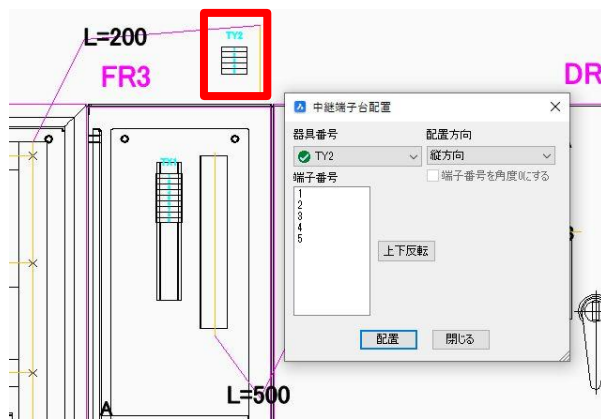 L=200
TY2
FR3
DR
中継端子台配置
器具番号
配置方向
TY2
縦方向
端子番号
端子番号を角度0にする
1
2
3
4
5
上下反転
配置
閉じる
TY1
L=500
A